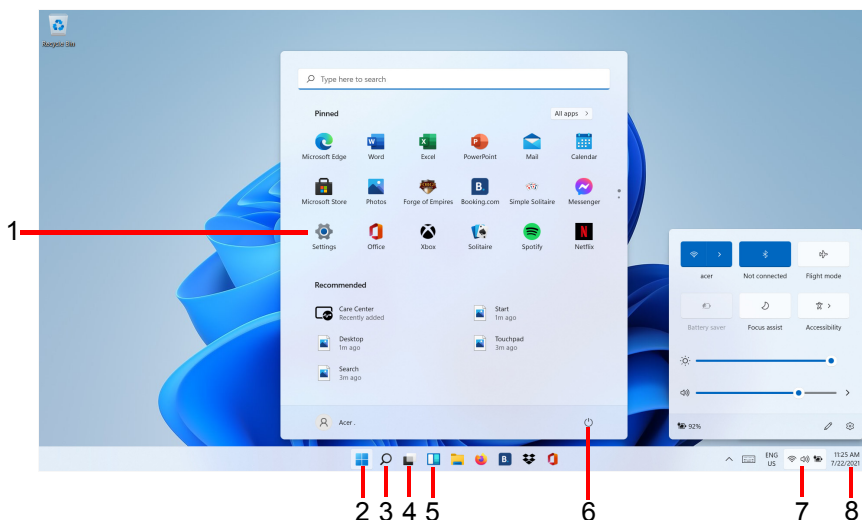 Recycle Bin
Type here to search
Pinned
All apps >
Microsoft Edge
Word
Excel
PowerPoint
Mail
Calendar
Microsoft Store
Photos
Forge of Empires
Booking.com
Simple Solitaire
Messenger
1
Settings
Office
Xbox
Solitaire
Spotify
Netflix
acer
Not connected
Flight mode
Recommended
Care Center
Recently added
Start
1m ago
Battery saver
Focus assist
Accessibility
Desktop
1m ago
Touchpad
3m ago
Search
3m ago
Acer .
92%
ENG
US
11:25 AM
7/22/2021
2 3 4 5 6 7 8